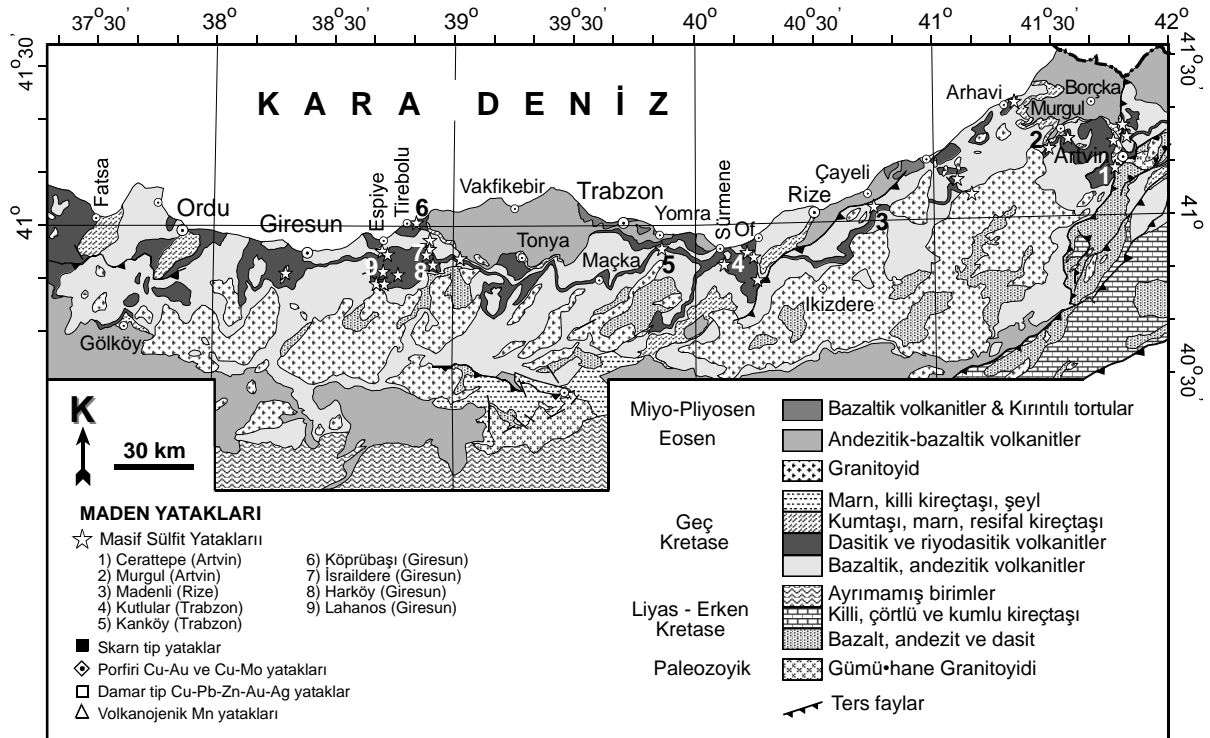 37°30' 38° 38°30' 39° 39°30' 40° 40°30' 41° 41°30' 42°
41°30'
41°
41°30'
41°
40°30'
KARA DENİZ
Fatsa
Ordu
Giresun
Espiye
Tirebolu
Vakfikebir
Trabzon
Yomra
Sürmene
Of
Rize
Çayeli
Arhavi
Borçka
Murgul
Artvin
Tonya
Maçka
Ikizdere
Gölköy
6
7
8
9
5
4
3
2
1
K
30 km
MADEN YATAKLARI
Masif Sülfit Yataklarıı
1) Cerattepe (Artvin)
2) Murgul (Artvin)
3) Madenli (Rize)
4) Kutlular (Trabzon)
5) Kanköy (Trabzon)
6) Köprübaşı (Giresun)
7) İsraildere (Giresun)
8) Harköy (Giresun)
9) Lahanos (Giresun)
Skarn tip yataklar
Porfiri Cu-Au ve Cu-Mo yatakları
Damar tip Cu-Pb-Zn-Au-Ag yataklar
Volkanojenik Mn yatakları
Miyo-Pliyosen
Bazaltik volkanitler & Kırıntılı tortular
Eosen
Andezitik-bazaltik volkanitler
Granitoyid
Geç
Kretase
Marn, killi kireçtaşı, şeyl
Kumtaşı, marn, resifal kireçtaşı
Dasitik ve riyodasitik volkanitler
Bazaltik, andezitik volkanitler
Liyas - Erken
Kretase
Ayrımamış birimler
Killi, çörtlü ve kumlu kireçtaşı
Bazalt, andezit ve dasit
Paleozoyik
Gümü•hane Granitoyidi
Ters faylar